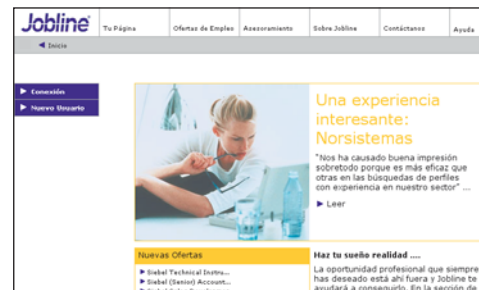 Jobline
Tu Página
Ofertas de Empleo
Asesoramiento
Sobre Jobline
Contáctanos
Ayuda
Inicio
Conexión
Nuevo Usuario
Una experiencia
interesante:
Norsistemas
"Nos ha causado buena impresión
sobretodo porque es más eficaz que
otras en las búsquedas de perfiles
con experiencia en nuestro sector" ...
Leer
Nuevas Ofertas
Siebel Technical Instru...
Siebel (Senior) Account...
Haz tu sueño realidad ....
La oportunidad profesional que siempre
has deseado está ahí fuera y Jobline te
ayudará a conseguirlo. En la sección de